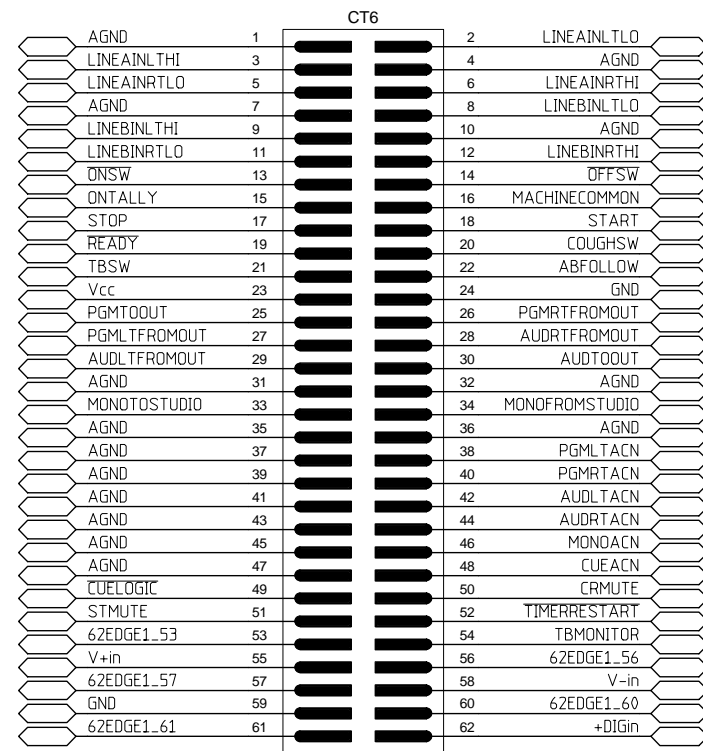 CT6
AGND 1 2 LINEAINLTLO
LINEAINLTHI 3 4 AGND
LINEAINRTLO 5 6 LINEAINRTHI
AGND 7 8 LINEBINLTLO
LINEBINLTHI 9 10 AGND
LINEBINRTLO 11 12 LINEBINRTHI
ONSW 13 14 OFFSW
ONTALLY 15 16 MACHINECOMMON
STOP 17 18 START
READY 19 20 COUGHSW
TBSW 21 22 ABFOLLOW
Vcc 23 24 GND
PGMTOOUT 25 26 PGMRTFROMOUT
PGMLTFROMOUT 27 28 AUDRTFROMOUT
AUDLTFROMOUT 29 30 AUDTOOUT
AGND 31 32 AGND
MONOTOSTUDIO 33 34 MONOFROMSTUDIO
AGND 35 36 AGND
AGND 37 38 PGMLTACN
AGND 39 40 PGMRTACN
AGND 41 42 AUDLTACN
AGND 43 44 AUDRTACN
AGND 45 46 MONOACN
AGND 47 48 CUEACN
CUELOGIC 49 50 CRMUTE
STMUTE 51 52 TIMERRESTART
62EDGE1_53 53 54 TBMONITOR
V+in 55 56 62EDGE1_56
62EDGE1_57 57 58 V-in
GND 59 60 62EDGE1_60
62EDGE1_61 61 62 +DIGin